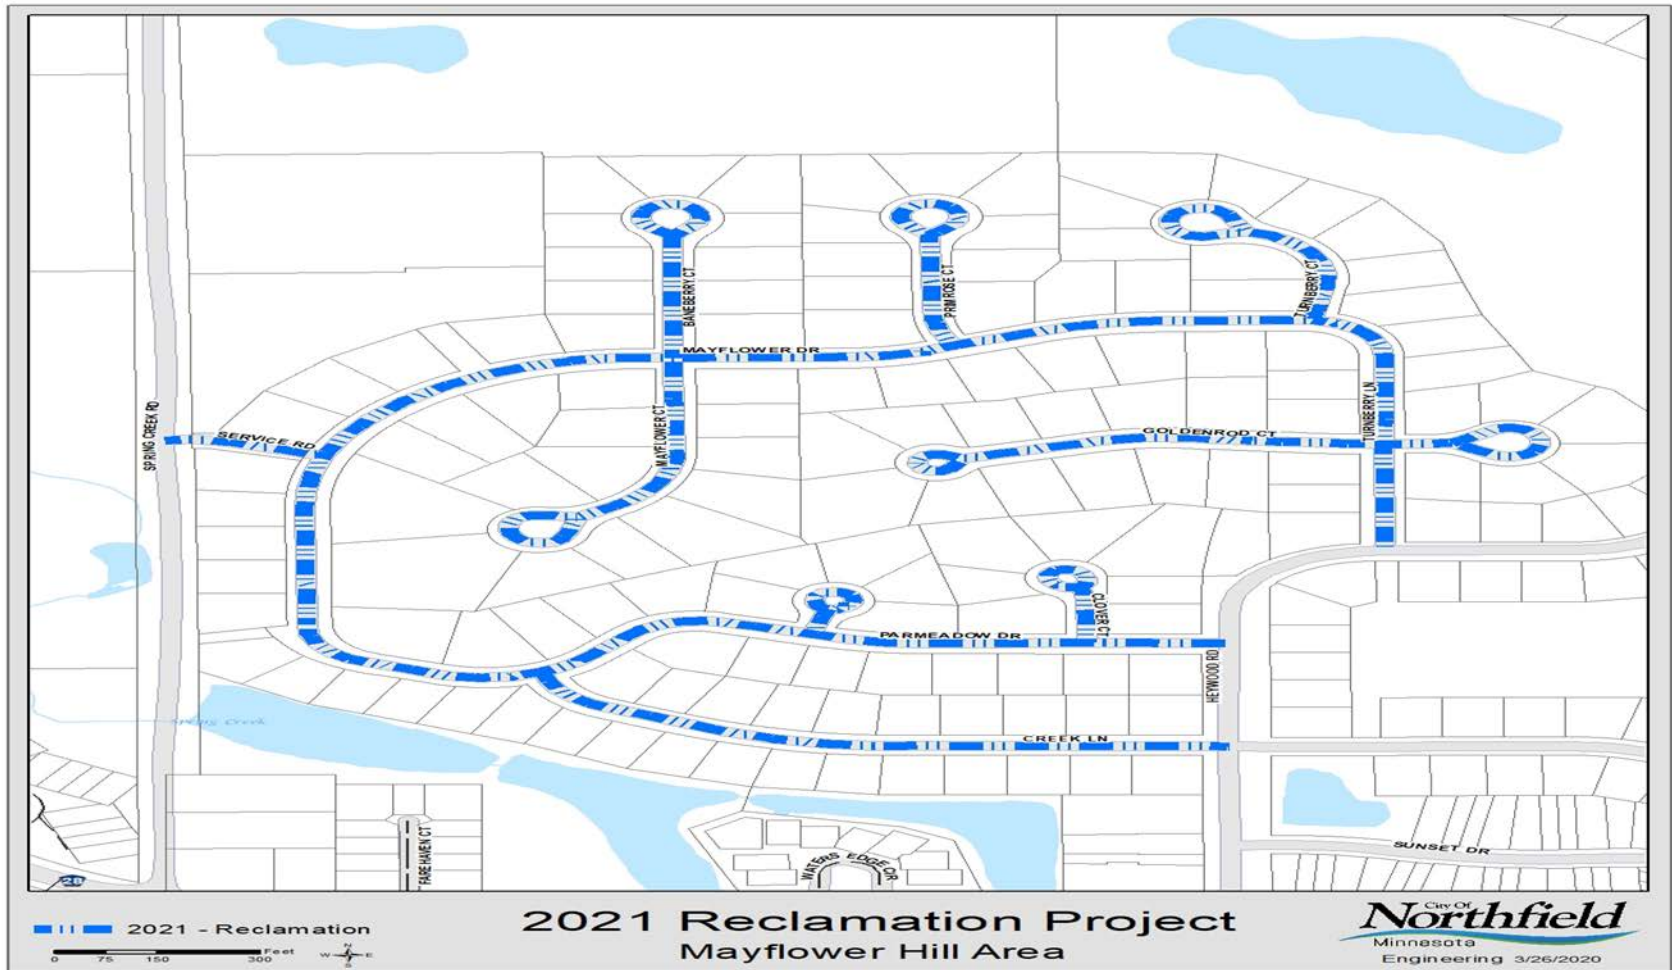 BANEBERRY CT
PRIMROSE CT
TURNBERRY CT
MAYFLOWER DR
SPRING CREEK RD
SERVICE RD
MAYFLOWER CT
TURNBERRY LN
GOLDENROD CT
CLOVER CT
PARMEADOW DR
HEYWOOD RD
Spring Creek
CREEK LN
FAREHAVEN CT
WATERS EDGE CIR
SUNSET DR
28
2021 - Reclamation
0 75 150 300 Feet
N
W E
S
2021 Reclamation Project
Mayflower Hill Area
City Of
Northfield
Minnesota
Engineering 3/26/2020